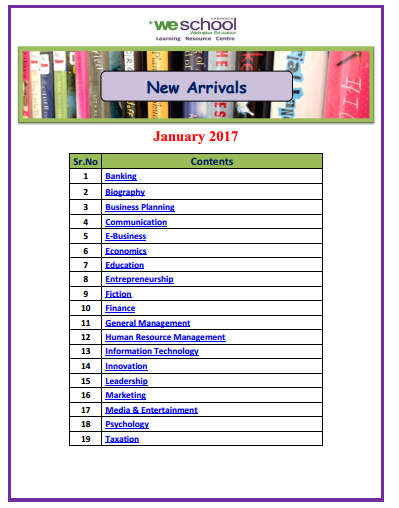 weschool
Welingkar Education
Learning Resource Centre
New Arrivals
January 2017
Sr.No Contents
1 Banking
2 Biography
3 Business Planning
4 Communication
5 E-Business
6 Economics
7 Education
8 Entrepreneurship
9 Fiction
10 Finance
11 General Management
12 Human Resource Management
13 Information Technology
14 Innovation
15 Leadership
16 Marketing
17 Media & Entertainment
18 Psychology
19 Taxation